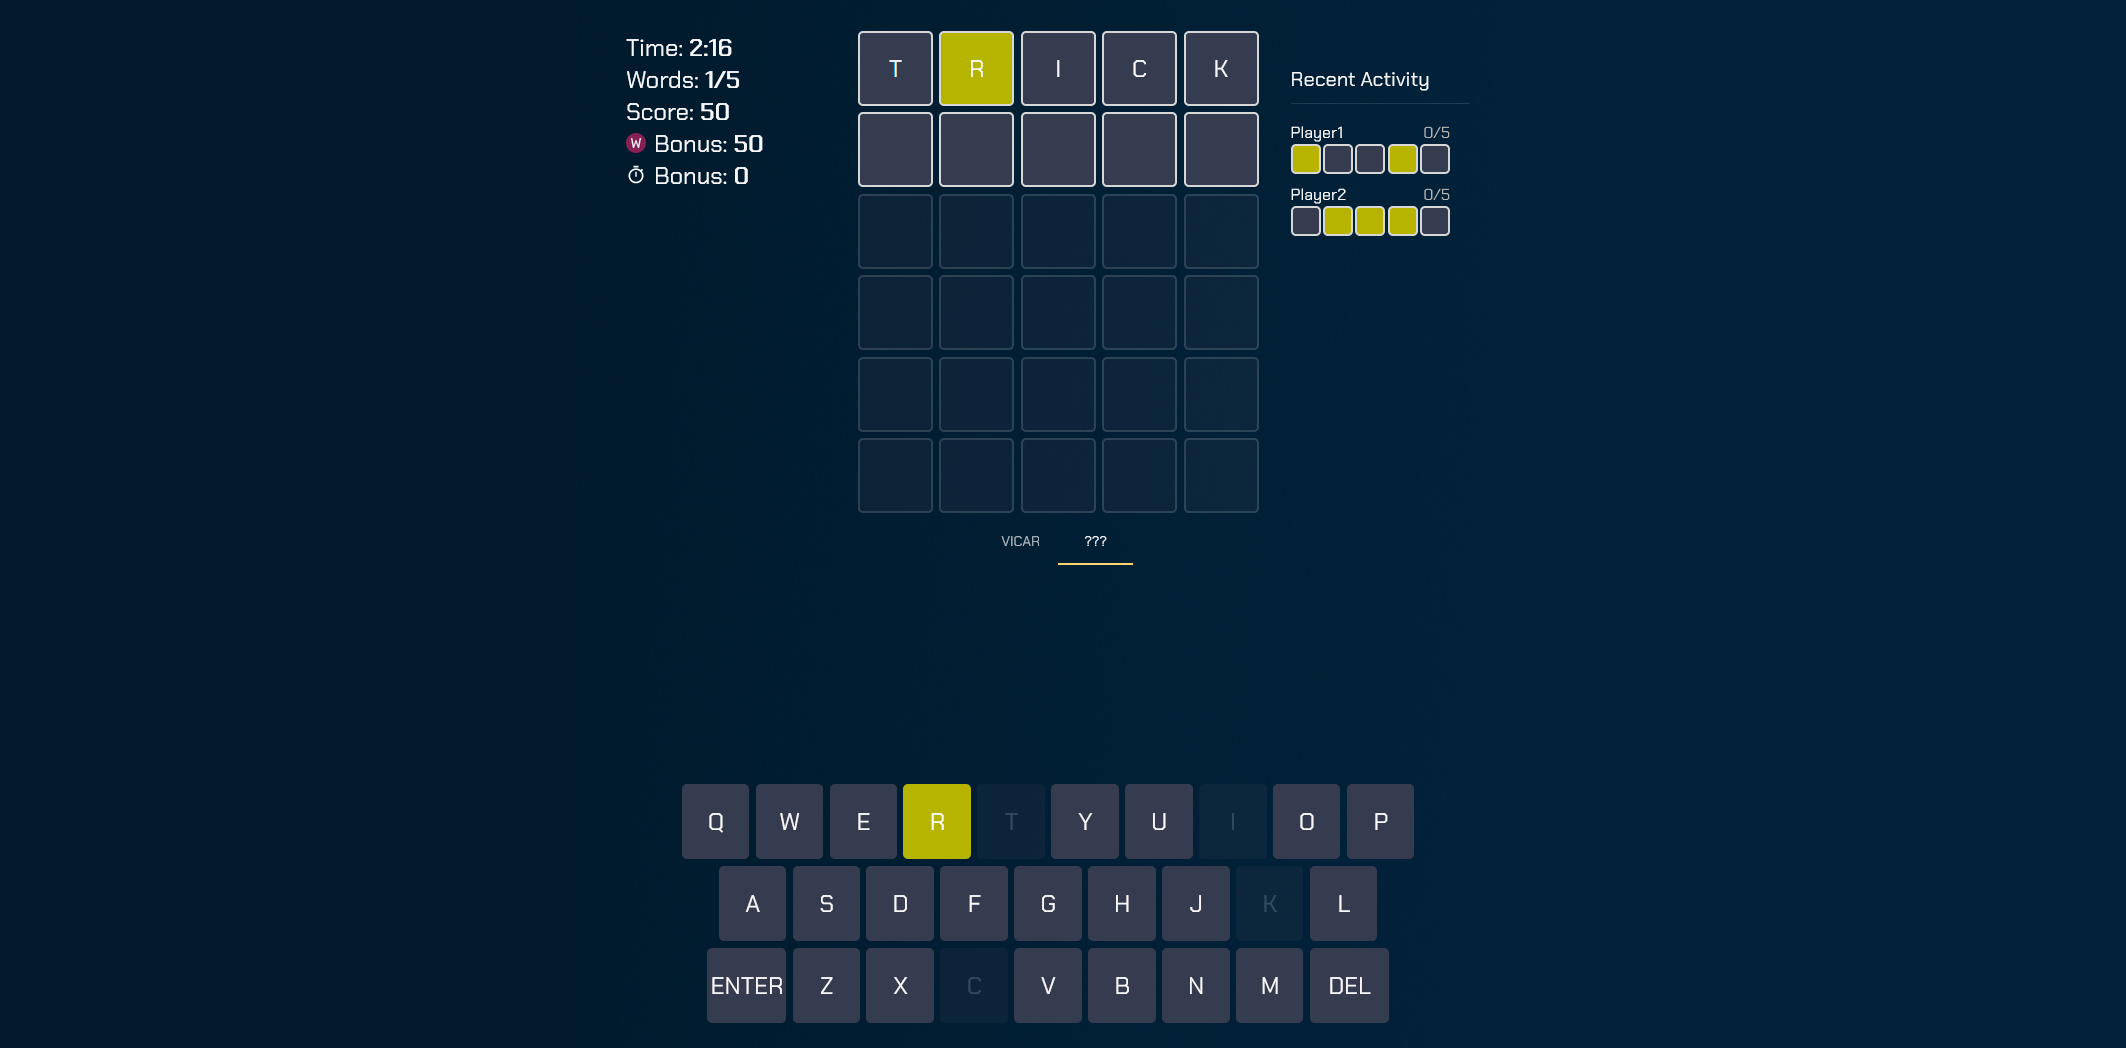 Time: 2:16
Words: 1/5
Score: 50
W Bonus: 50
Bonus: 0
T R I C K
VICAR ???
Recent Activity
Player1 0/5
Player2 0/5
Q W E R T Y U I O P
A S D F G H J K L
ENTER Z X C V B N M DEL